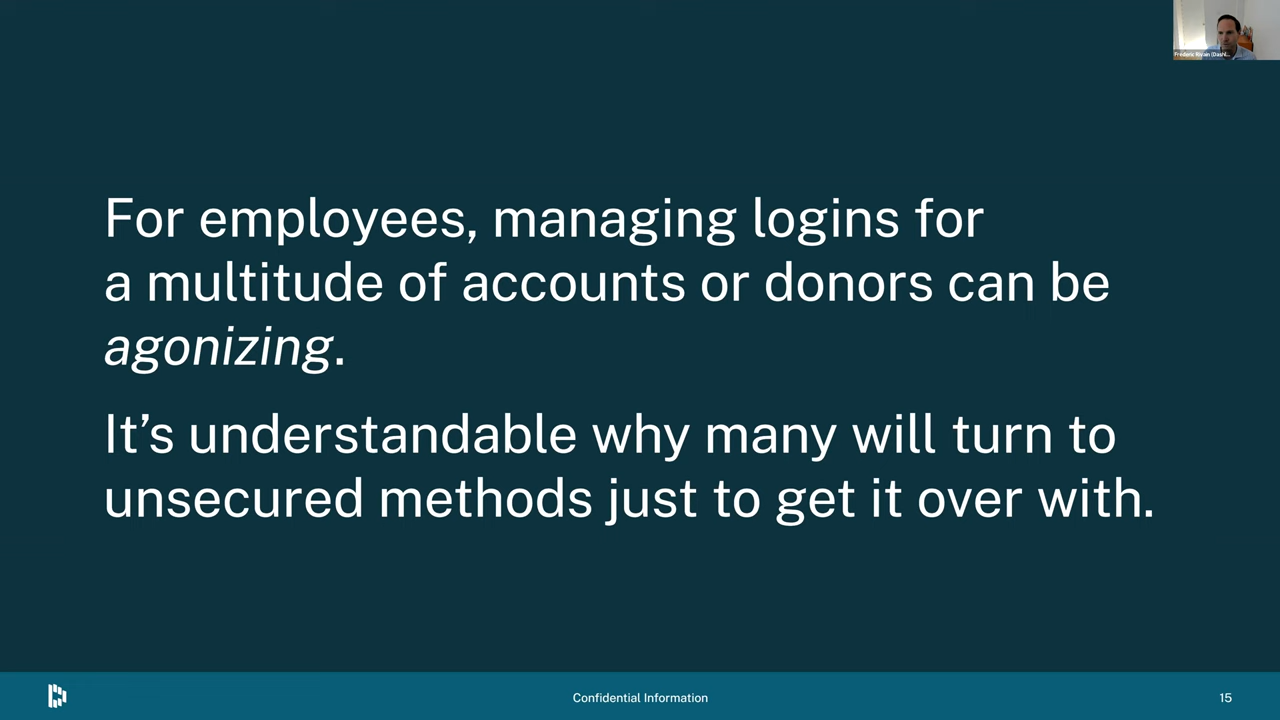 For employees, managing logins for
a multitude of accounts or donors can be
agonizing.
It’s understandable why many will turn to
unsecured methods just to get it over with.
Confidential Information
15